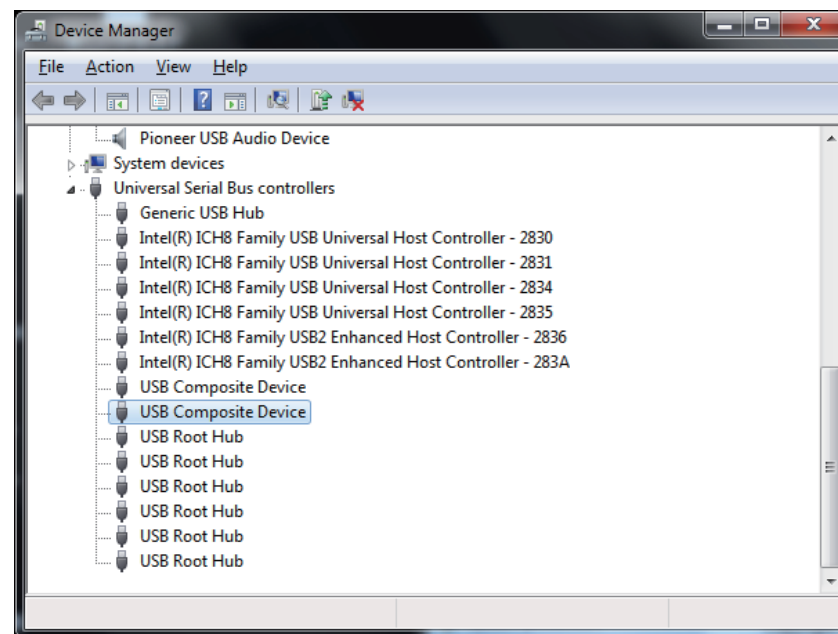 Device Manager
File Action View Help
Pioneer USB Audio Device
System devices
Universal Serial Bus controllers
Generic USB Hub
Intel(R) ICH8 Family USB Universal Host Controller - 2830
Intel(R) ICH8 Family USB Universal Host Controller - 2831
Intel(R) ICH8 Family USB Universal Host Controller - 2834
Intel(R) ICH8 Family USB Universal Host Controller - 2835
Intel(R) ICH8 Family USB2 Enhanced Host Controller - 2836
Intel(R) ICH8 Family USB2 Enhanced Host Controller - 283A
USB Composite Device
USB Composite Device
USB Root Hub
USB Root Hub
USB Root Hub
USB Root Hub
USB Root Hub
USB Root Hub